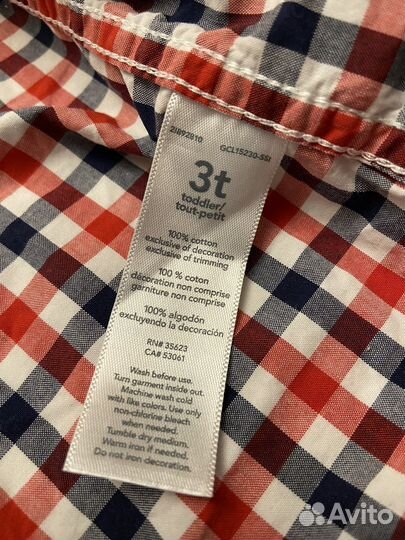 21892810 GCL15230-SS1
3t
toddler/
tout-petit
100% cotton
exclusive of decoration
exclusive of trimming
100 % coton
décoration non comprise
garniture non comprise
100% algodón
excluyendo la decoración
RN# 35623
CA# 53061
Wash before use.
Turn garment inside out.
Machine wash cold
with like colors. Use only
non-chlorine bleach
when needed.
Tumble dry medium.
Warm iron if needed.
Do not iron decoration.
Avito